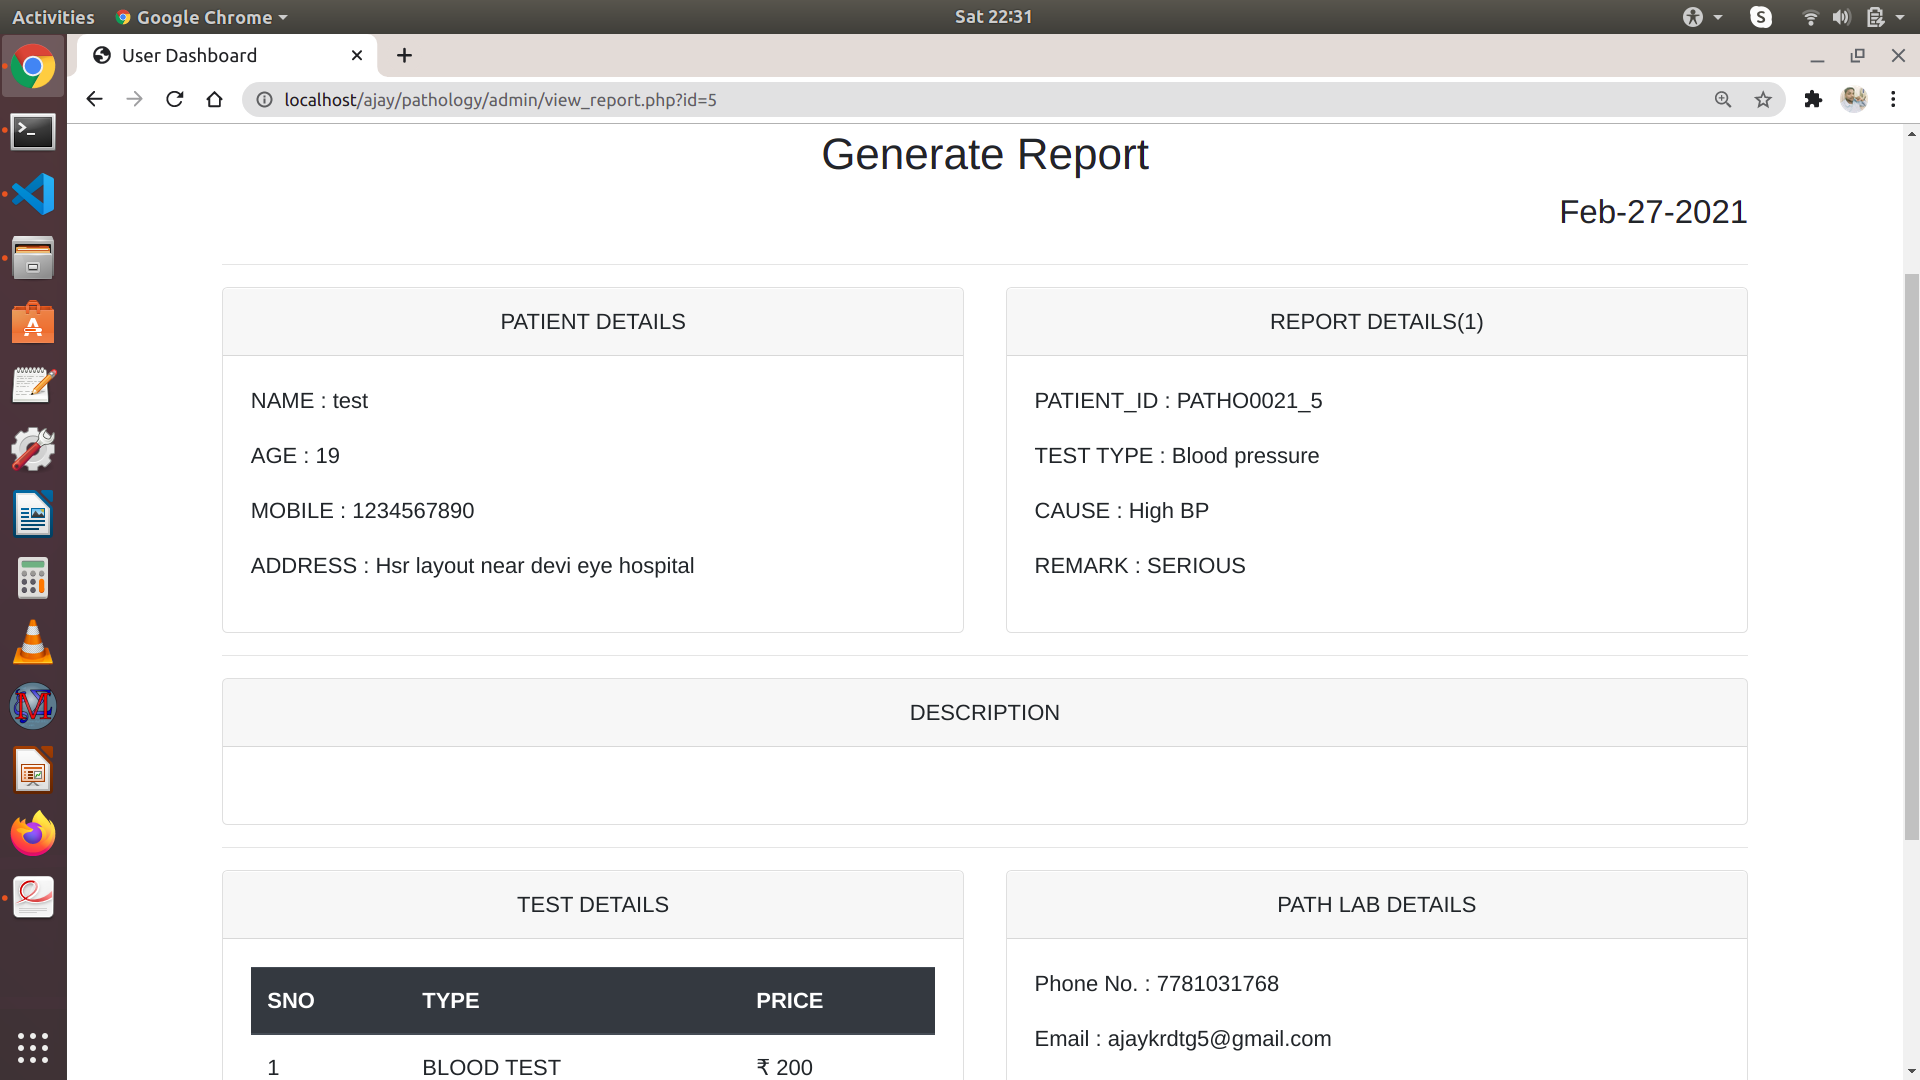 Activities Google Chrome Sat 22:31
User Dashboard
localhost/ajay/pathology/admin/view_report.php?id=5
Generate Report
Feb-27-2021
PATIENT DETAILS
NAME : test
AGE : 19
MOBILE : 1234567890
ADDRESS : Hsr layout near devi eye hospital
REPORT DETAILS(1)
PATIENT_ID : PATHO0021_5
TEST TYPE : Blood pressure
CAUSE : High BP
REMARK : SERIOUS
DESCRIPTION
TEST DETAILS
SNO TYPE PRICE
1 BLOOD TEST ₹ 200
PATH LAB DETAILS
Phone No. : 7781031768
Email : ajaykrdtg5@gmail.com